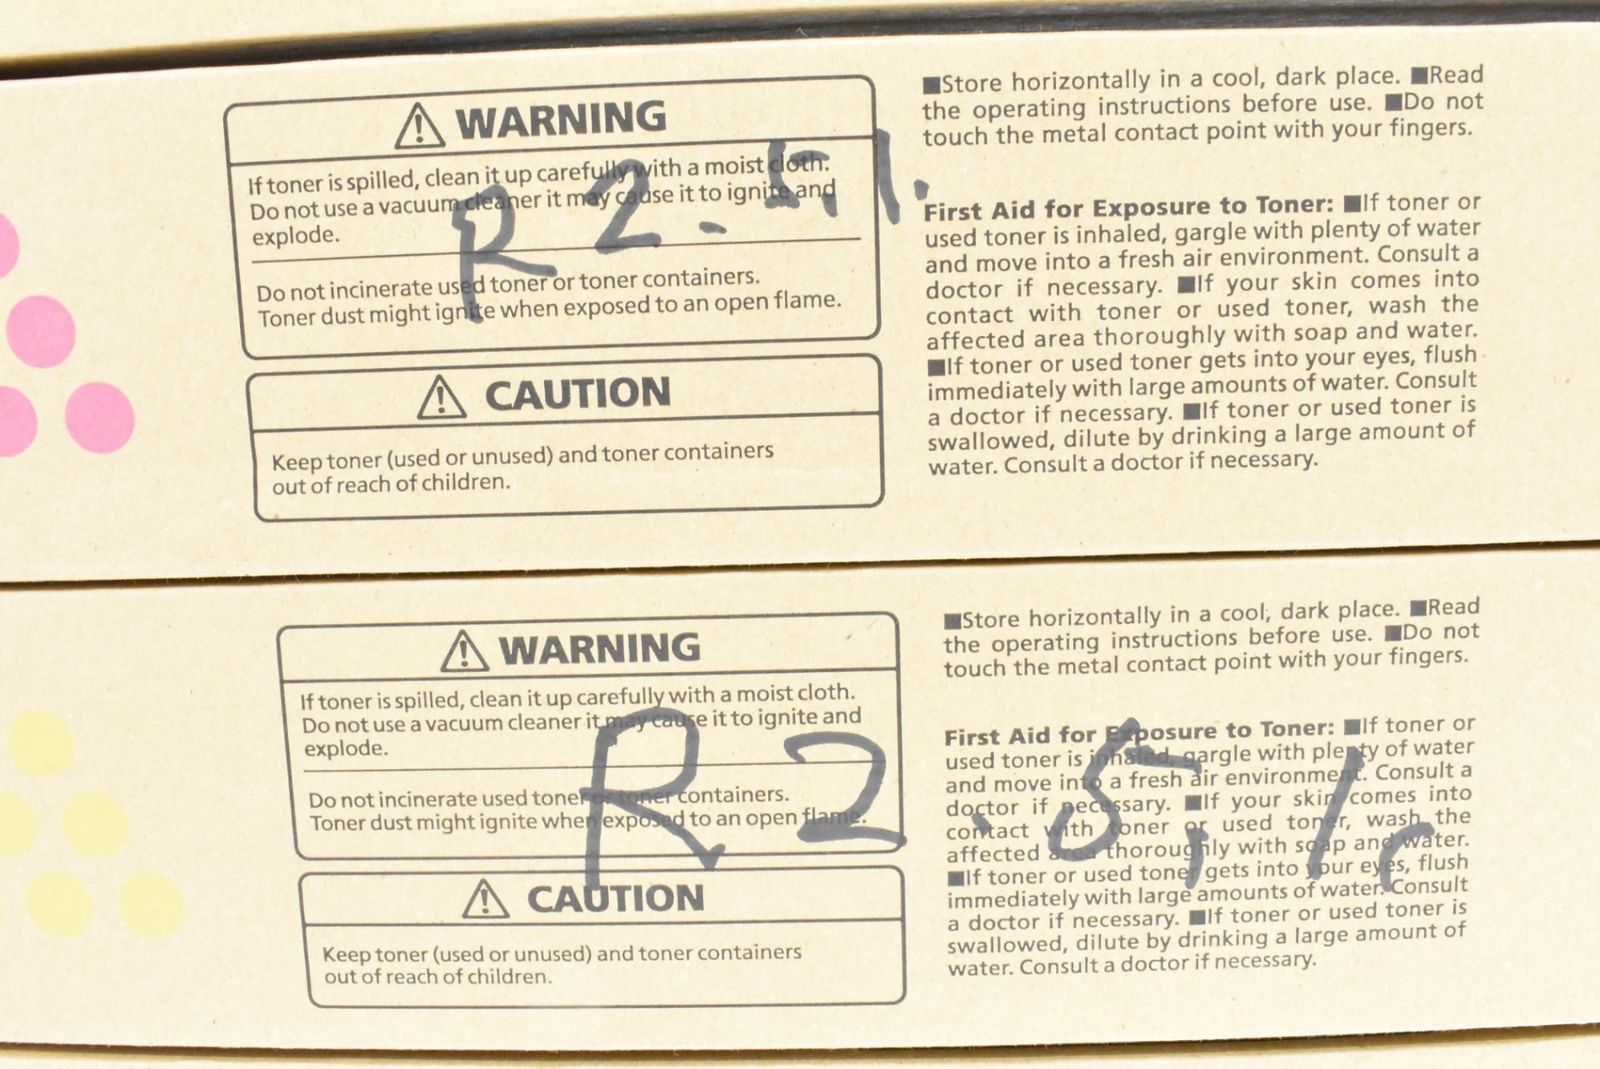 ⚠ WARNING
If toner is spilled, clean it up carefully with a moist cloth.
Do not use a vacuum cleaner it may cause it to ignite and
explode.
Do not incinerate used toner or toner containers.
Toner dust might ignite when exposed to an open flame.
R2.5.1.
⚠ CAUTION
Keep toner (used or unused) and toner containers
out of reach of children.
■Store horizontally in a cool, dark place. ■Read
the operating instructions before use. ■Do not
touch the metal contact point with your fingers.
First Aid for Exposure to Toner: ■If toner or
used toner is inhaled, gargle with plenty of water
and move into a fresh air environment. Consult a
doctor if necessary. ■If your skin comes into
contact with toner or used toner, wash the
affected area thoroughly with soap and water.
■If toner or used toner gets into your eyes, flush
immediately with large amounts of water. Consult
a doctor if necessary. ■If toner or used toner is
swallowed, dilute by drinking a large amount of
water. Consult a doctor if necessary.
⚠ WARNING
If toner is spilled, clean it up carefully with a moist cloth.
Do not use a vacuum cleaner it may cause it to ignite and
explode.
Do not incinerate used toner or toner containers.
Toner dust might ignite when exposed to an open flame.
R2.5.1.
⚠ CAUTION
Keep toner (used or unused) and toner containers
out of reach of children.
■Store horizontally in a cool, dark place. ■Read
the operating instructions before use. ■Do not
touch the metal contact point with your fingers.
First Aid for Exposure to Toner: ■If toner or
used toner is inhaled, gargle with plenty of water
and move into a fresh air environment. Consult a
doctor if necessary. ■If your skin comes into
contact with toner or used toner, wash the
affected area thoroughly with soap and water.
■If toner or used toner gets into your eyes, flush
immediately with large amounts of water. Consult
a doctor if necessary. ■If toner or used toner is
swallowed, dilute by drinking a large amount of
water. Consult a doctor if necessary.